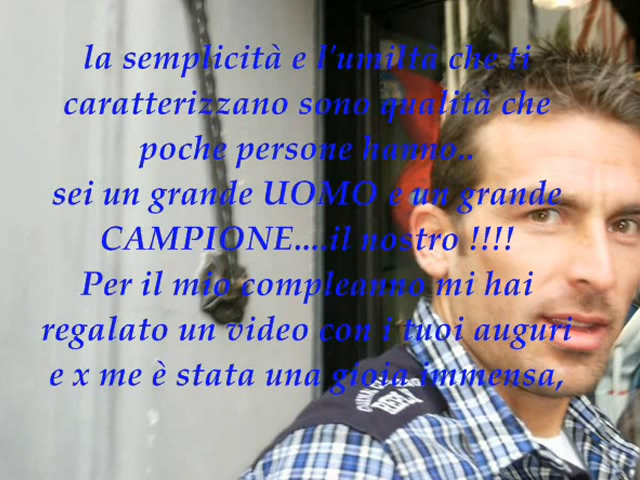 la semplicità e l'umiltà che ti
caratterizzano sono qualità che
poche persone hanno..
sei un grande UOMO e un grande
CAMPIONE....il nostro !!!!
Per il mio compleanno mi hai
regalato un video con i tuoi auguri
e x me è stata una gioia immensa,